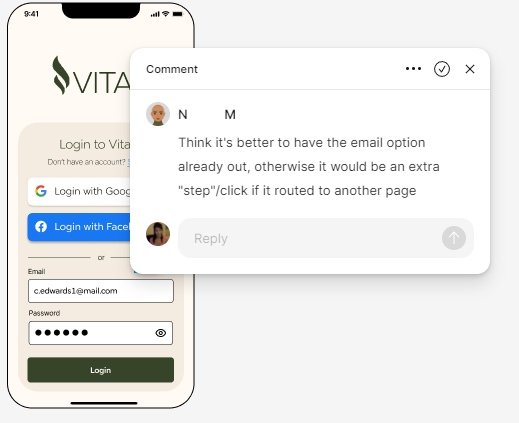 9:41
VITA
Login to Vita
Don't have an account?
Login with Goog
Login with Face
or
Email
c.edwards1@mail.com
Password
Login
Comment
N M
Think it's better to have the email option
already out, otherwise it would be an extra
"step"/click if it routed to another page
Reply